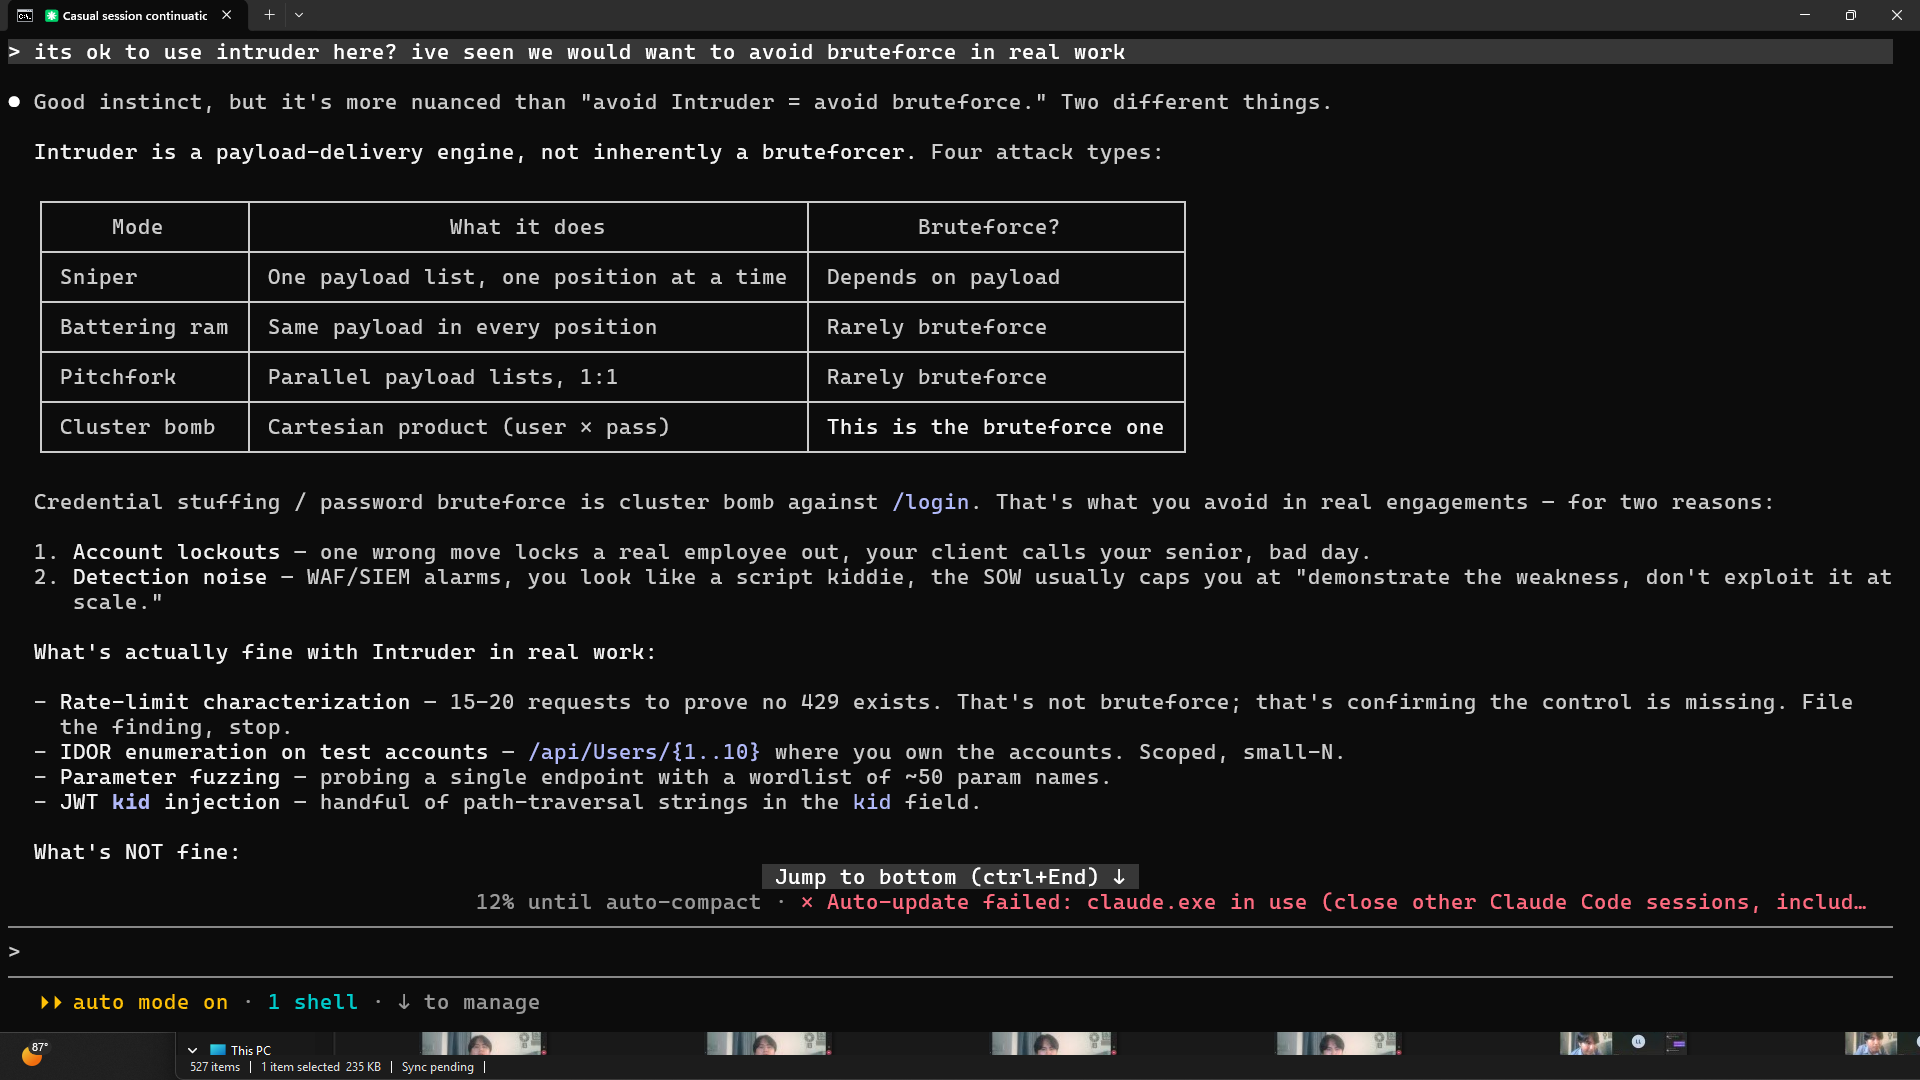 Casual session continuatic
> its ok to use intruder here? ive seen we would want to avoid bruteforce in real work
● Good instinct, but it's more nuanced than "avoid Intruder = avoid bruteforce." Two different things.
Intruder is a payload-delivery engine, not inherently a bruteforcer. Four attack types:
Mode What it does Bruteforce?
Sniper One payload list, one position at a time Depends on payload
Battering ram Same payload in every position Rarely bruteforce
Pitchfork Parallel payload lists, 1:1 Rarely bruteforce
Cluster bomb Cartesian product (user × pass) This is the bruteforce one
Credential stuffing / password bruteforce is cluster bomb against /login. That's what you avoid in real engagements — for two reasons:
1. Account lockouts — one wrong move locks a real employee out, your client calls your senior, bad day.
2. Detection noise — WAF/SIEM alarms, you look like a script kiddie, the SOW usually caps you at "demonstrate the weakness, don't exploit it at
scale."
What's actually fine with Intruder in real work:
- Rate-limit characterization — 15-20 requests to prove no 429 exists. That's not bruteforce; that's confirming the control is missing. File
the finding, stop.
- IDOR enumeration on test accounts — /api/Users/{1..10} where you own the accounts. Scoped, small-N.
- Parameter fuzzing — probing a single endpoint with a wordlist of ~50 param names.
- JWT kid injection — handful of path-traversal strings in the kid field.
What's NOT fine:
Jump to bottom (ctrl+End) ↓
12% until auto-compact · × Auto-update failed: claude.exe in use (close other Claude Code sessions, includ…
>
auto mode on · 1 shell · ↓ to manage
87°
This PC
527 items | 1 item selected 235 KB | Sync pending |